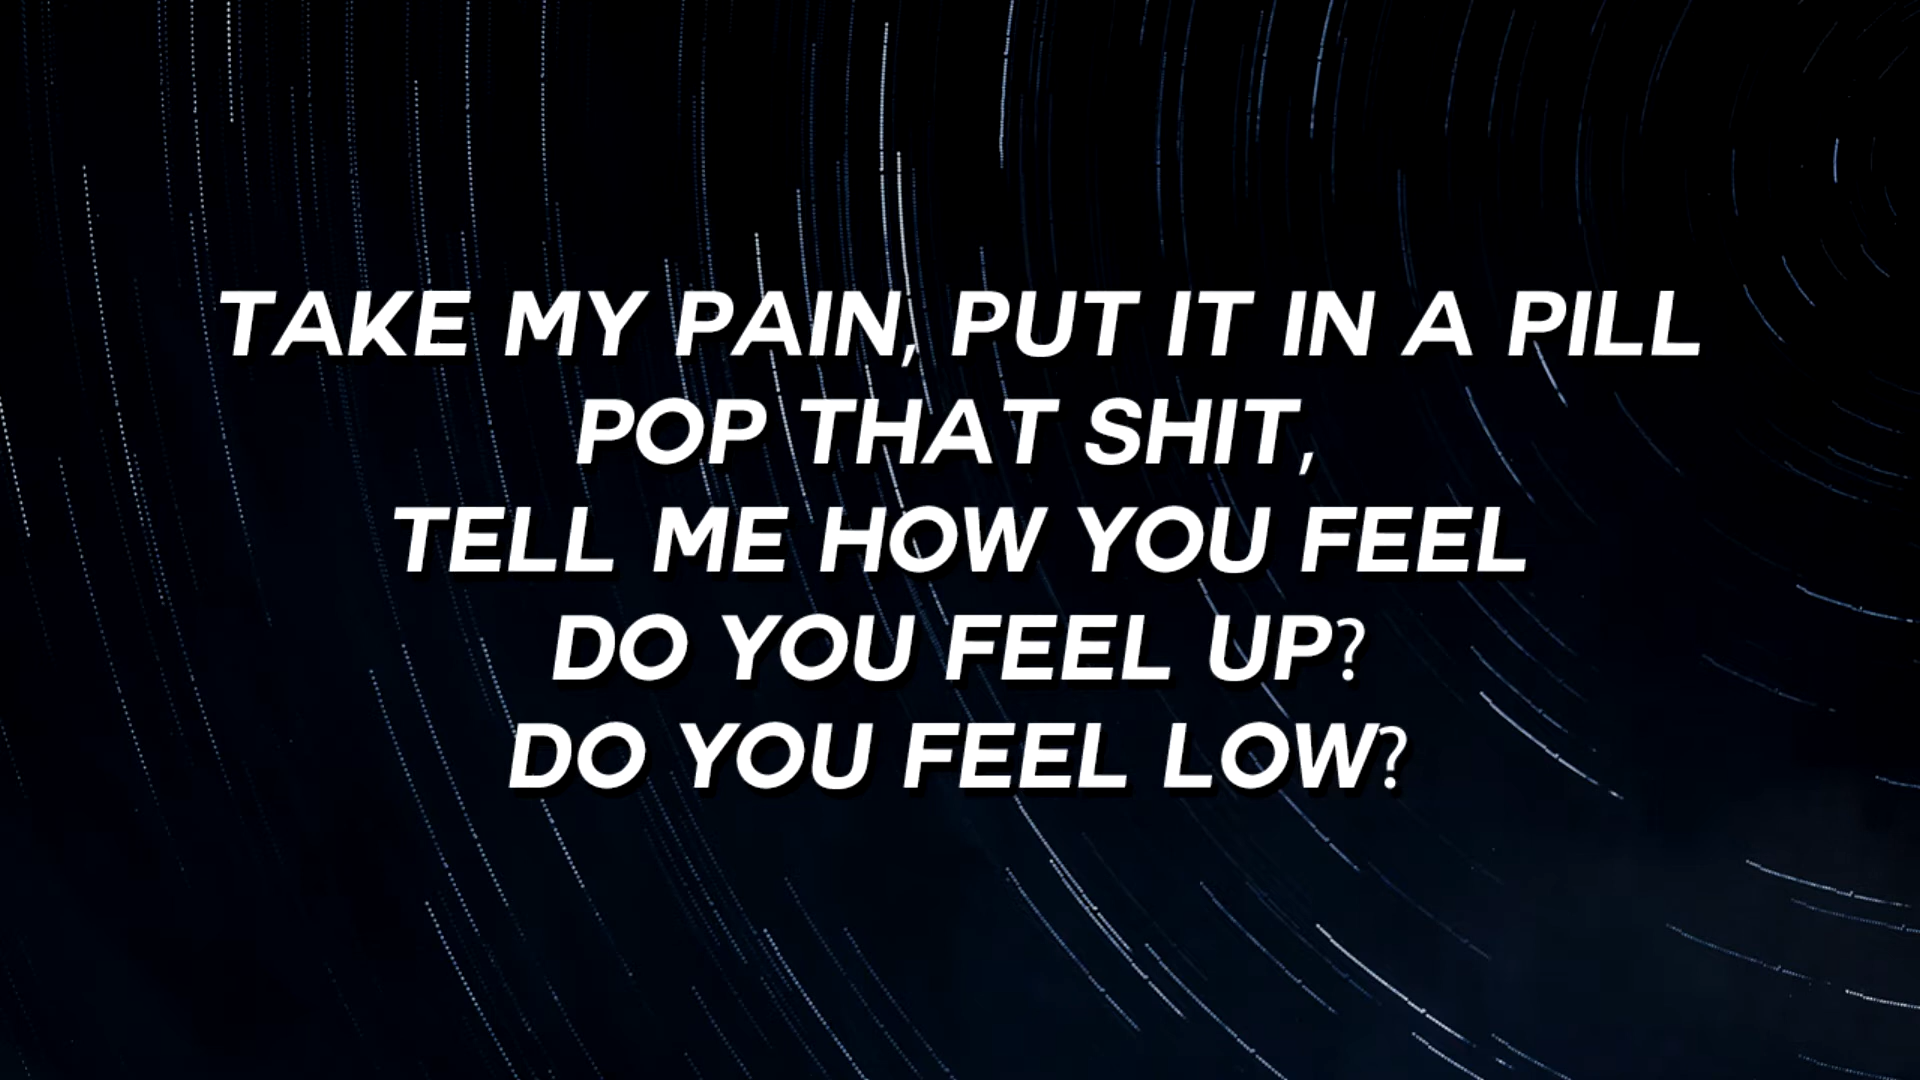 TAKE MY PAIN, PUT IT IN A PILL
POP THAT SHIT,
TELL ME HOW YOU FEEL
DO YOU FEEL UP?
DO YOU FEEL LOW?